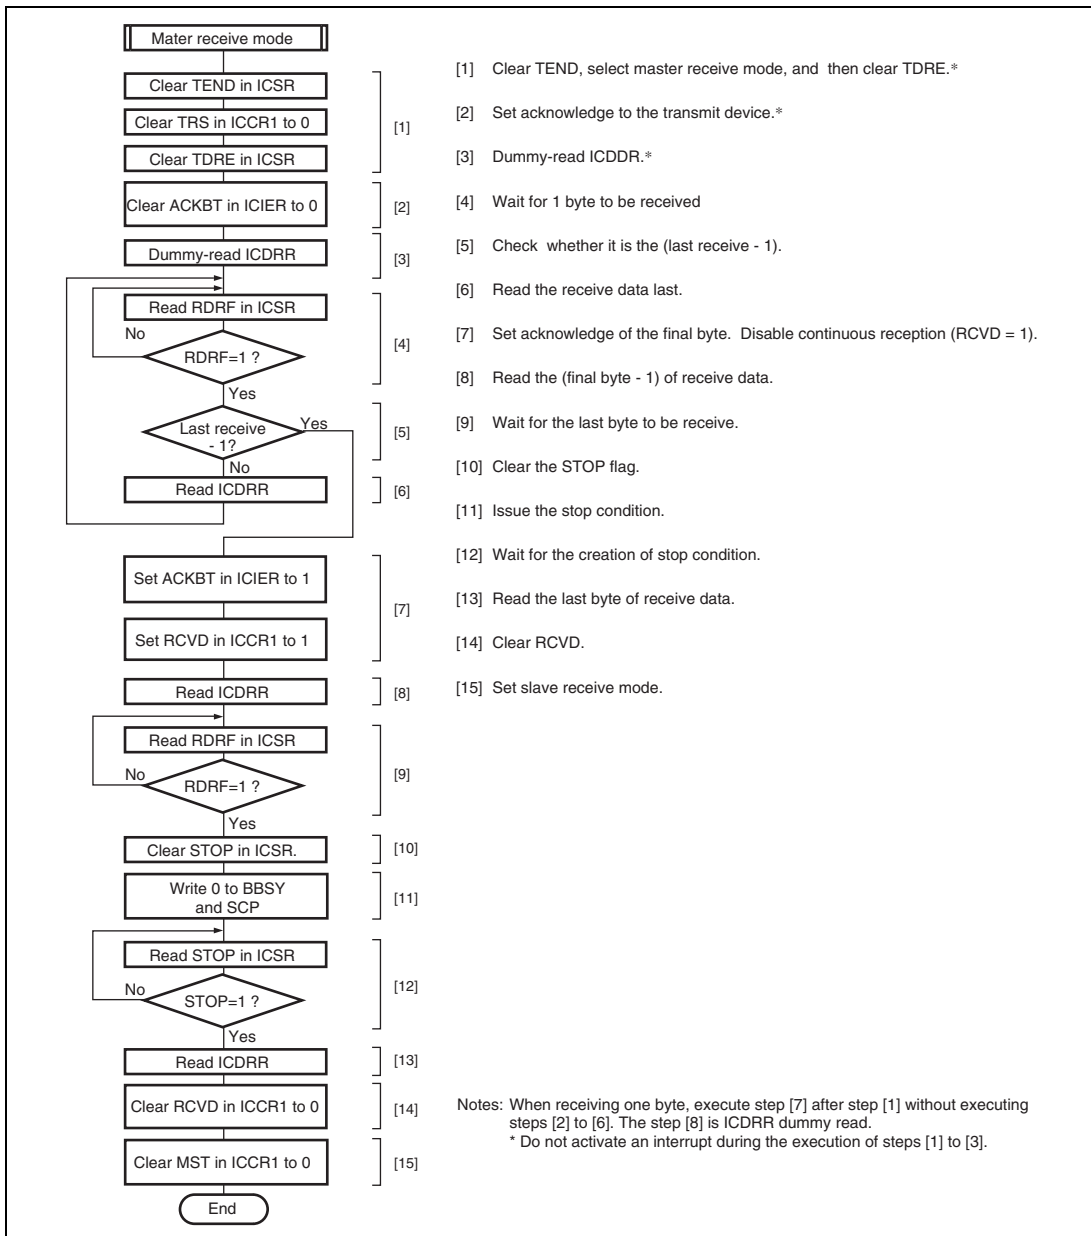 Mater receive mode
Clear TEND in ICSR
Clear TRS in ICCR1 to 0
Clear TDRE in ICSR
[1]
Clear ACKBT in ICIER to 0
[2]
Dummy-read ICDRR
[3]
Read RDRF in ICSR
No
RDRF=1 ?
[4]
Yes
Last receive
- 1?
Yes
[5]
No
Read ICDRR
[6]
Set ACKBT in ICIER to 1
[7]
Set RCVD in ICCR1 to 1
Read ICDRR
[8]
Read RDRF in ICSR
No
RDRF=1 ?
[9]
Yes
Clear STOP in ICSR.
[10]
Write 0 to BBSY
and SCP
[11]
Read STOP in ICSR
No
STOP=1 ?
[12]
Yes
Read ICDRR
[13]
Clear RCVD in ICCR1 to 0
[14]
Clear MST in ICCR1 to 0
[15]
End
[1] Clear TEND, select master receive mode, and then clear TDRE.*
[2] Set acknowledge to the transmit device.*
[3] Dummy-read ICDDR.*
[4] Wait for 1 byte to be received
[5] Check whether it is the (last receive - 1).
[6] Read the receive data last.
[7] Set acknowledge of the final byte. Disable continuous reception (RCVD = 1).
[8] Read the (final byte - 1) of receive data.
[9] Wait for the last byte to be receive.
[10] Clear the STOP flag.
[11] Issue the stop condition.
[12] Wait for the creation of stop condition.
[13] Read the last byte of receive data.
[14] Clear RCVD.
[15] Set slave receive mode.
Notes: When receiving one byte, execute step [7] after step [1] without executing
steps [2] to [6]. The step [8] is ICDRR dummy read.
* Do not activate an interrupt during the execution of steps [1] to [3].